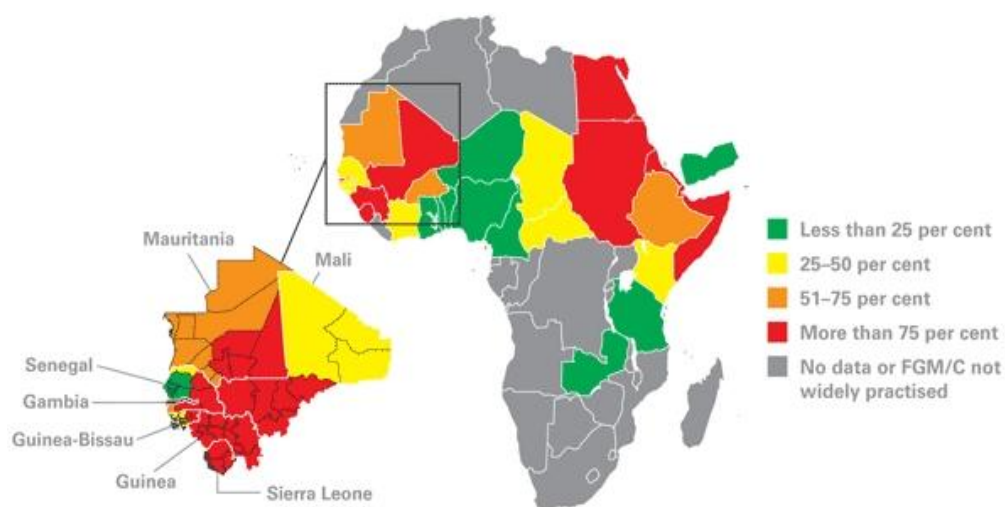 Mauritania
Mali
Senegal
Gambia
Guinea-Bissau
Guinea
Sierra Leone
Less than 25 per cent
25–50 per cent
51–75 per cent
More than 75 per cent
No data or FGM/C not
widely practised